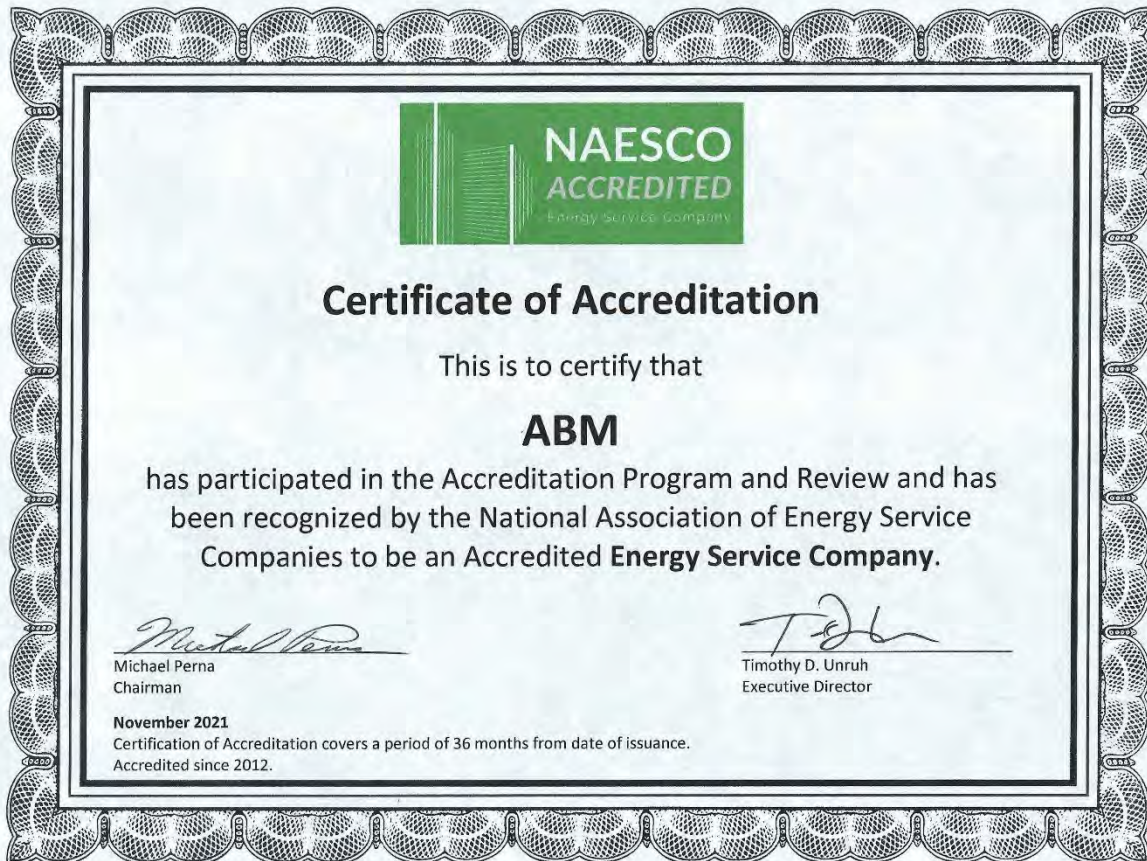 NAESCO
ACCREDITED
Energy Service Company
Certificate of Accreditation
This is to certify that
ABM
has participated in the Accreditation Program and Review and has
been recognized by the National Association of Energy Service
Companies to be an Accredited Energy Service Company.
Michael Perna
Michael Perna
Chairman
Timothy D. Unruh
Executive Director
November 2021
Certification of Accreditation covers a period of 36 months from date of issuance.
Accredited since 2012.